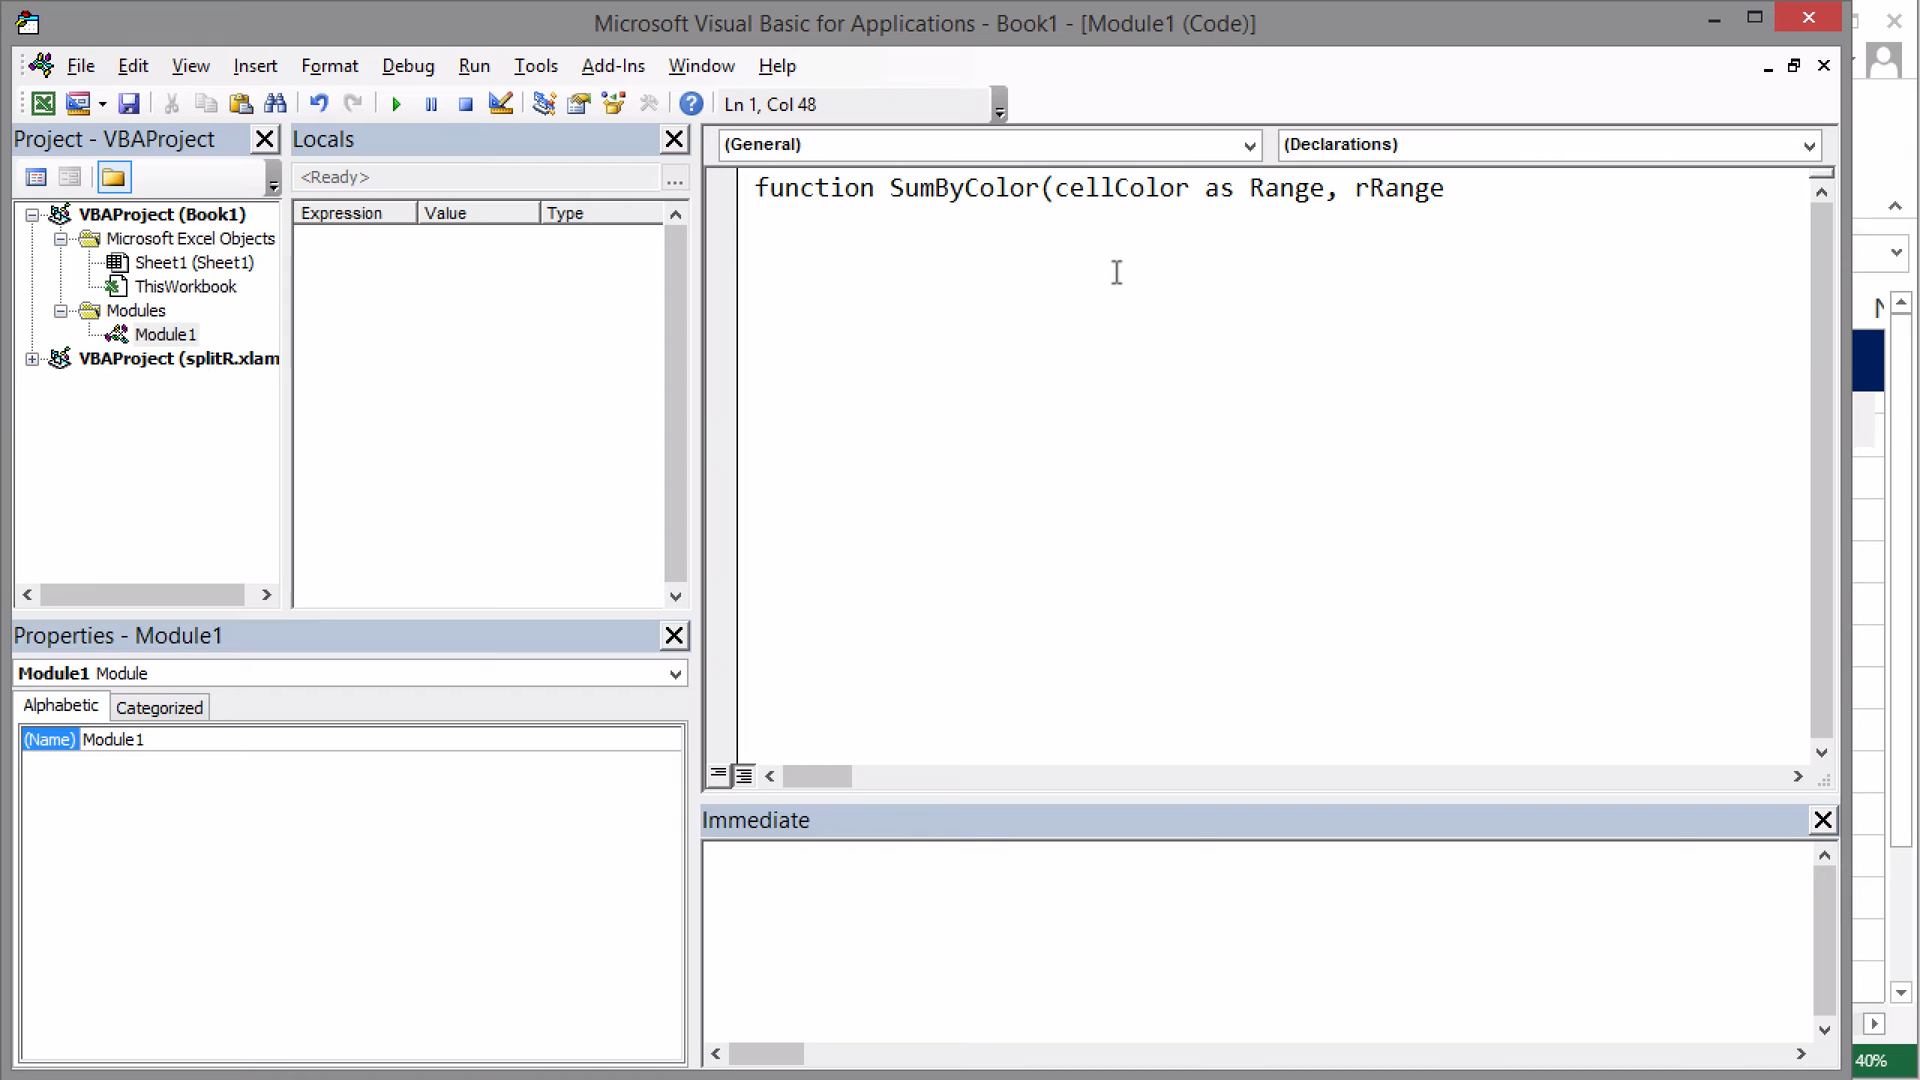 Microsoft Visual Basic for Applications - Book1 - [Module1 (Code)]
File Edit View Insert Format Debug Run Tools Add-Ins Window Help
Ln 1, Col 48
Project - VBAProject
Locals
(General)
(Declarations)
<Ready>
...
function SumByColor(cellColor as Range, rRange
Expression Value Type
VBAProject (Book1)
Microsoft Excel Objects
Sheet1 (Sheet1)
ThisWorkbook
Modules
Module1
VBAProject (splitR.xlam
Properties - Module1
Module1 Module
Alphabetic Categorized
(Name) Module1
Immediate
40%